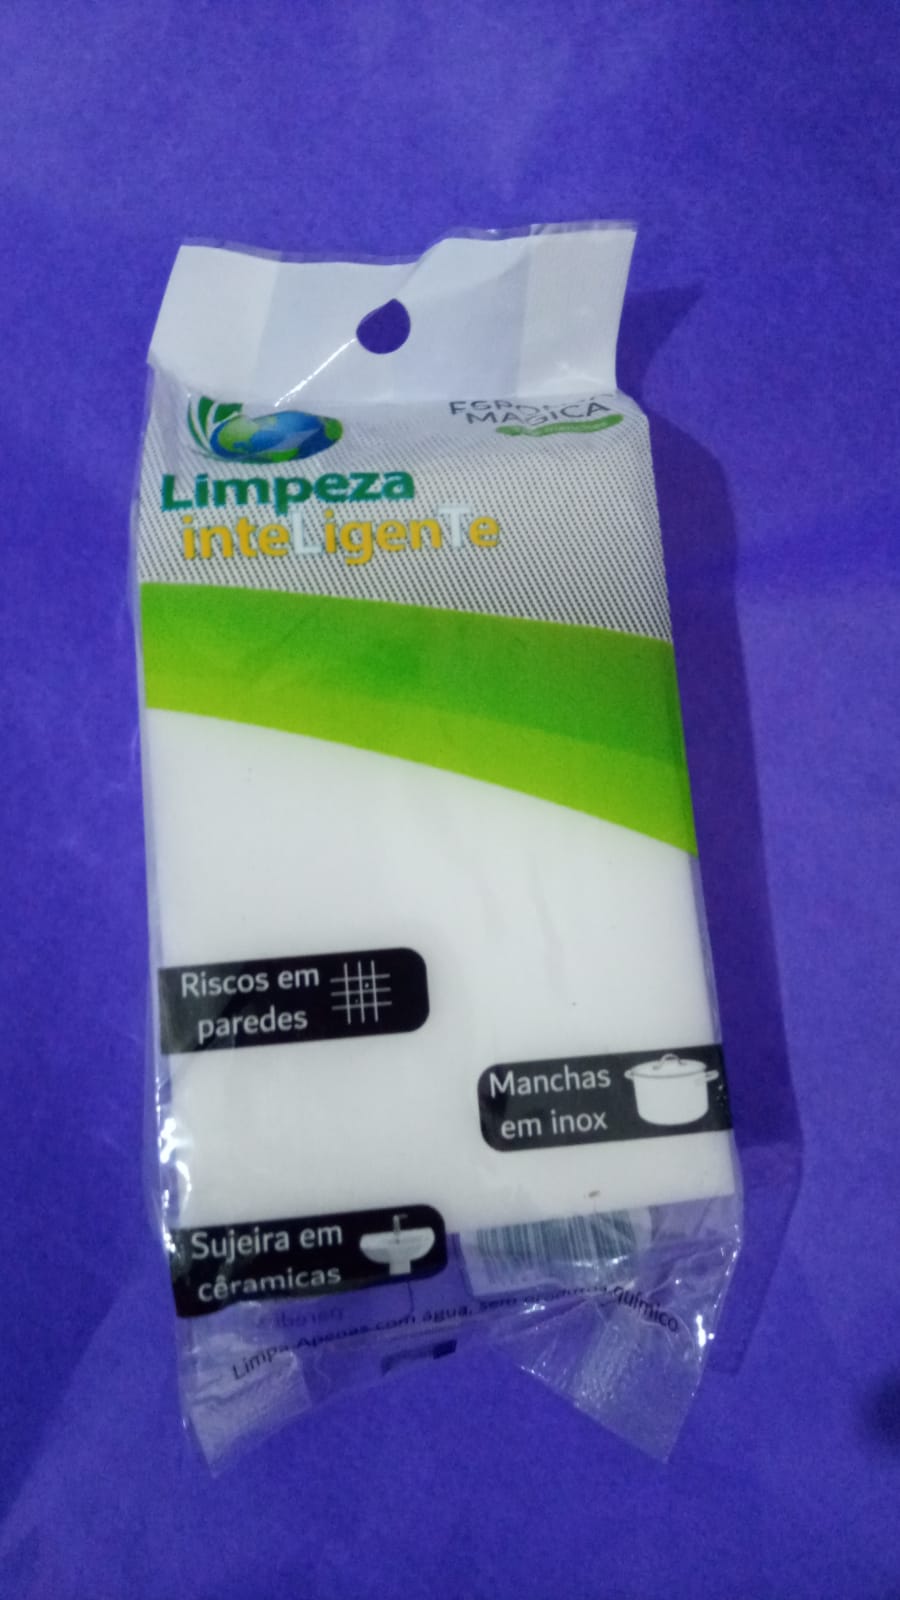 ESPONJA
MAGICA
Limpeza
inteLigenTe
Riscos em
paredes
Manchas
em inox
Sujeira em
cêramicas
Limpa Apenas com água, sem produto químico